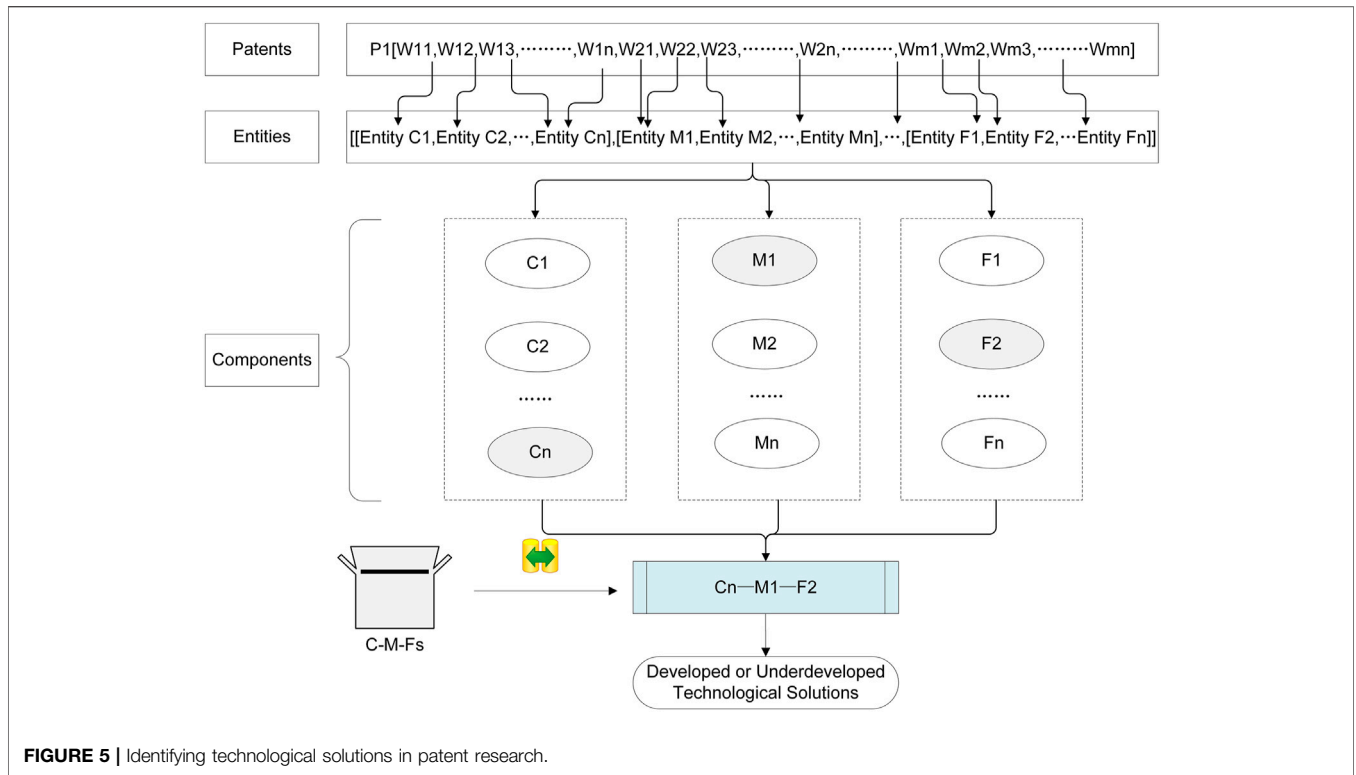 Patents
P1[W11,W12,W13,·········,W1n,W21,W22,W23,·········,W2n,·········,Wm1,Wm2,Wm3,·········Wmn]
Entities
[[Entity C1,Entity C2,···,Entity Cn],[Entity M1,Entity M2,···,Entity Mn],···,[Entity F1,Entity F2,···Entity Fn]]
Components
C1
M1
F1
C2
M2
F2
······
······
······
Cn
Mn
Fn
C-M-Fs
Cn—M1—F2
Developed or Underdeveloped
Technological Solutions
FIGURE 5 | Identifying technological solutions in patent research.